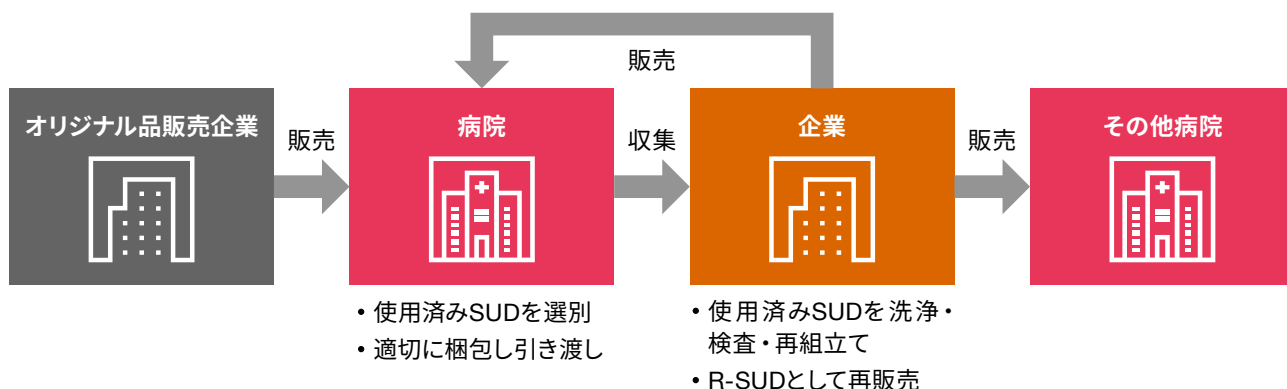 販売
オリジナル品販売企業
販売
病院
収集
企業
販売
その他病院
• 使用済みSUDを選別
• 適切に梱包し引き渡し
• 使用済みSUDを洗浄・
検査・再組立て
• R-SUDとして再販売